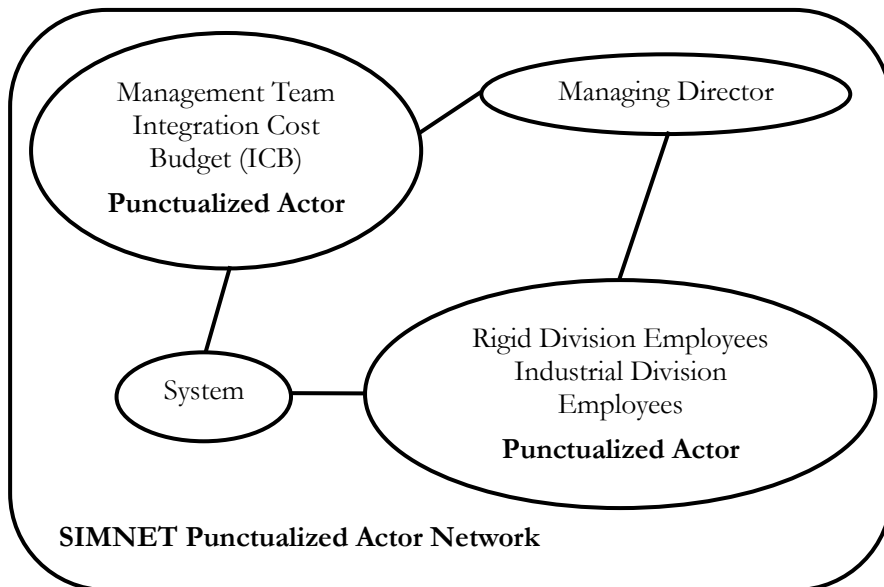 Management Team
Integration Cost
Budget (ICB)
Punctualized Actor
Managing Director
System
Rigid Division Employees
Industrial Division
Employees
Punctualized Actor
SIMNET Punctualized Actor Network